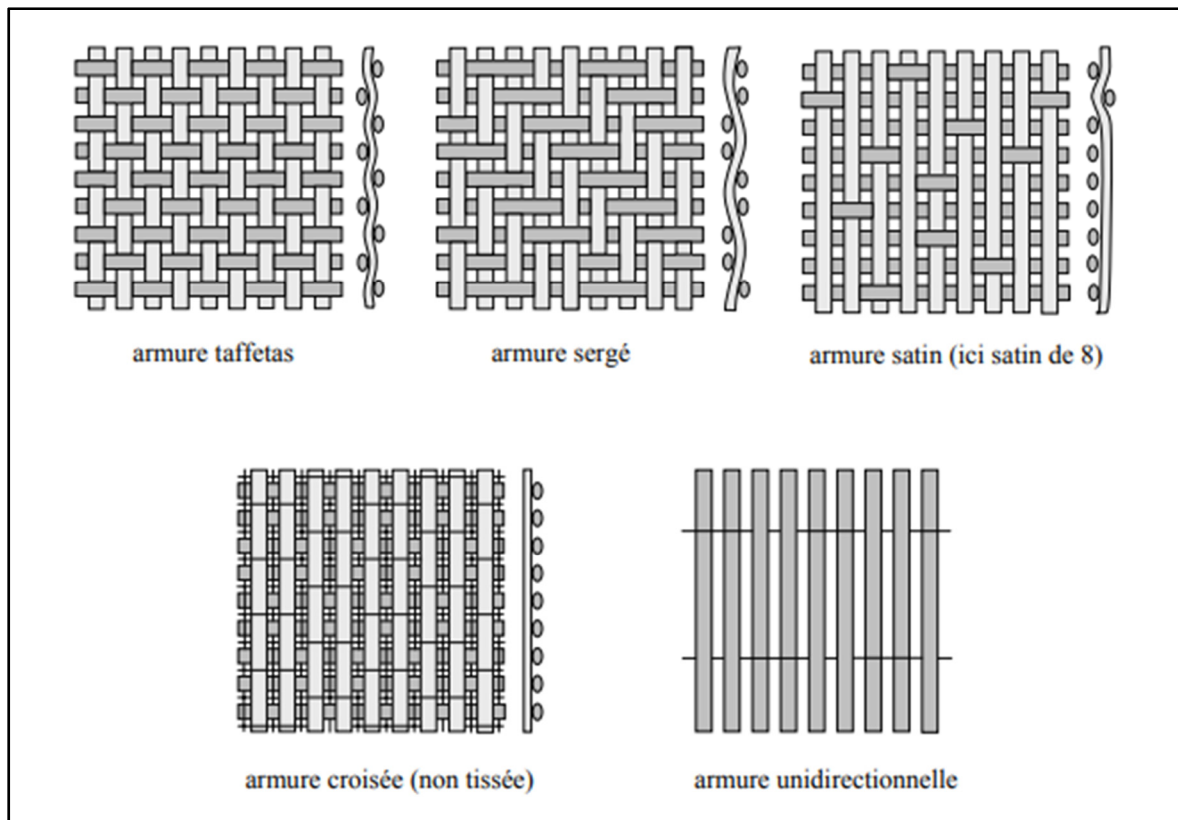 armure taffetas
armure sergé
armure satin (ici satin de 8)
armure croisée (non tissée)
armure unidirectionnelle